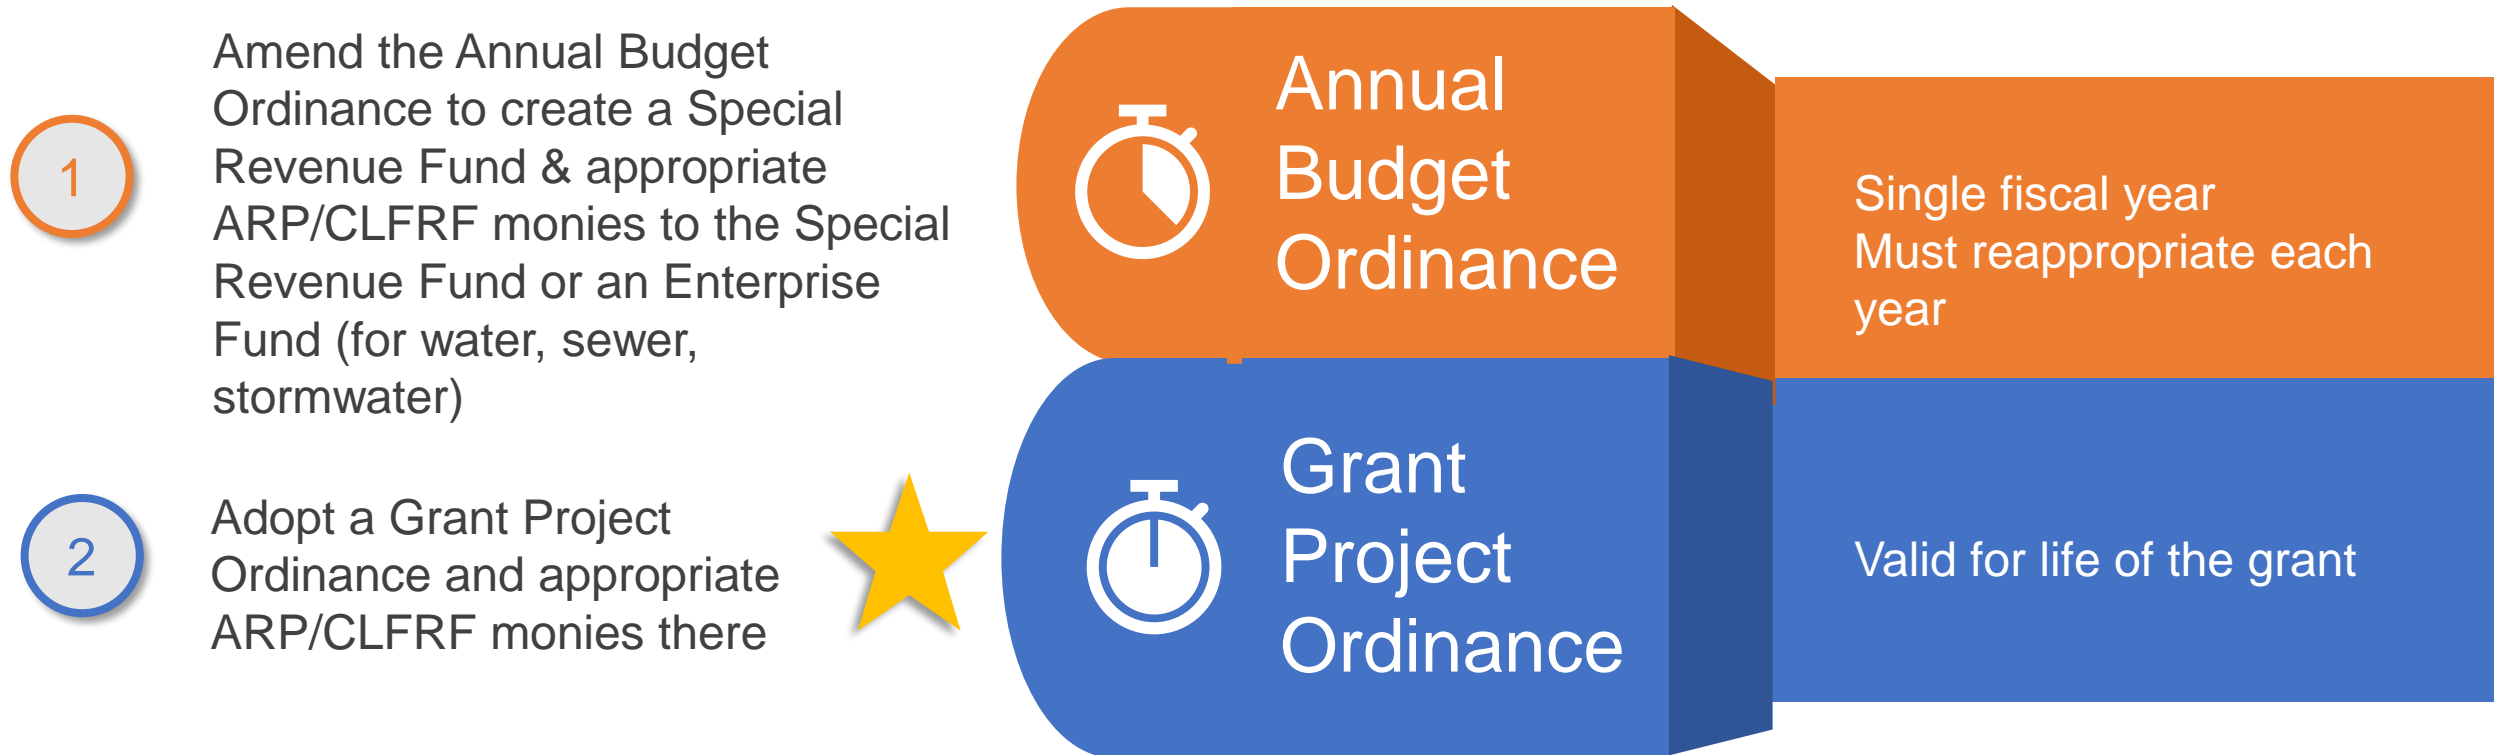 1
Amend the Annual Budget
Ordinance to create a Special
Revenue Fund & appropriate
ARP/CLFRF monies to the Special
Revenue Fund or an Enterprise
Fund (for water, sewer,
stormwater)
Annual
Budget
Ordinance
Single fiscal year
Must reappropriate each
year
2
Adopt a Grant Project
Ordinance and appropriate
ARP/CLFRF monies there
Grant
Project
Ordinance
Valid for life of the grant